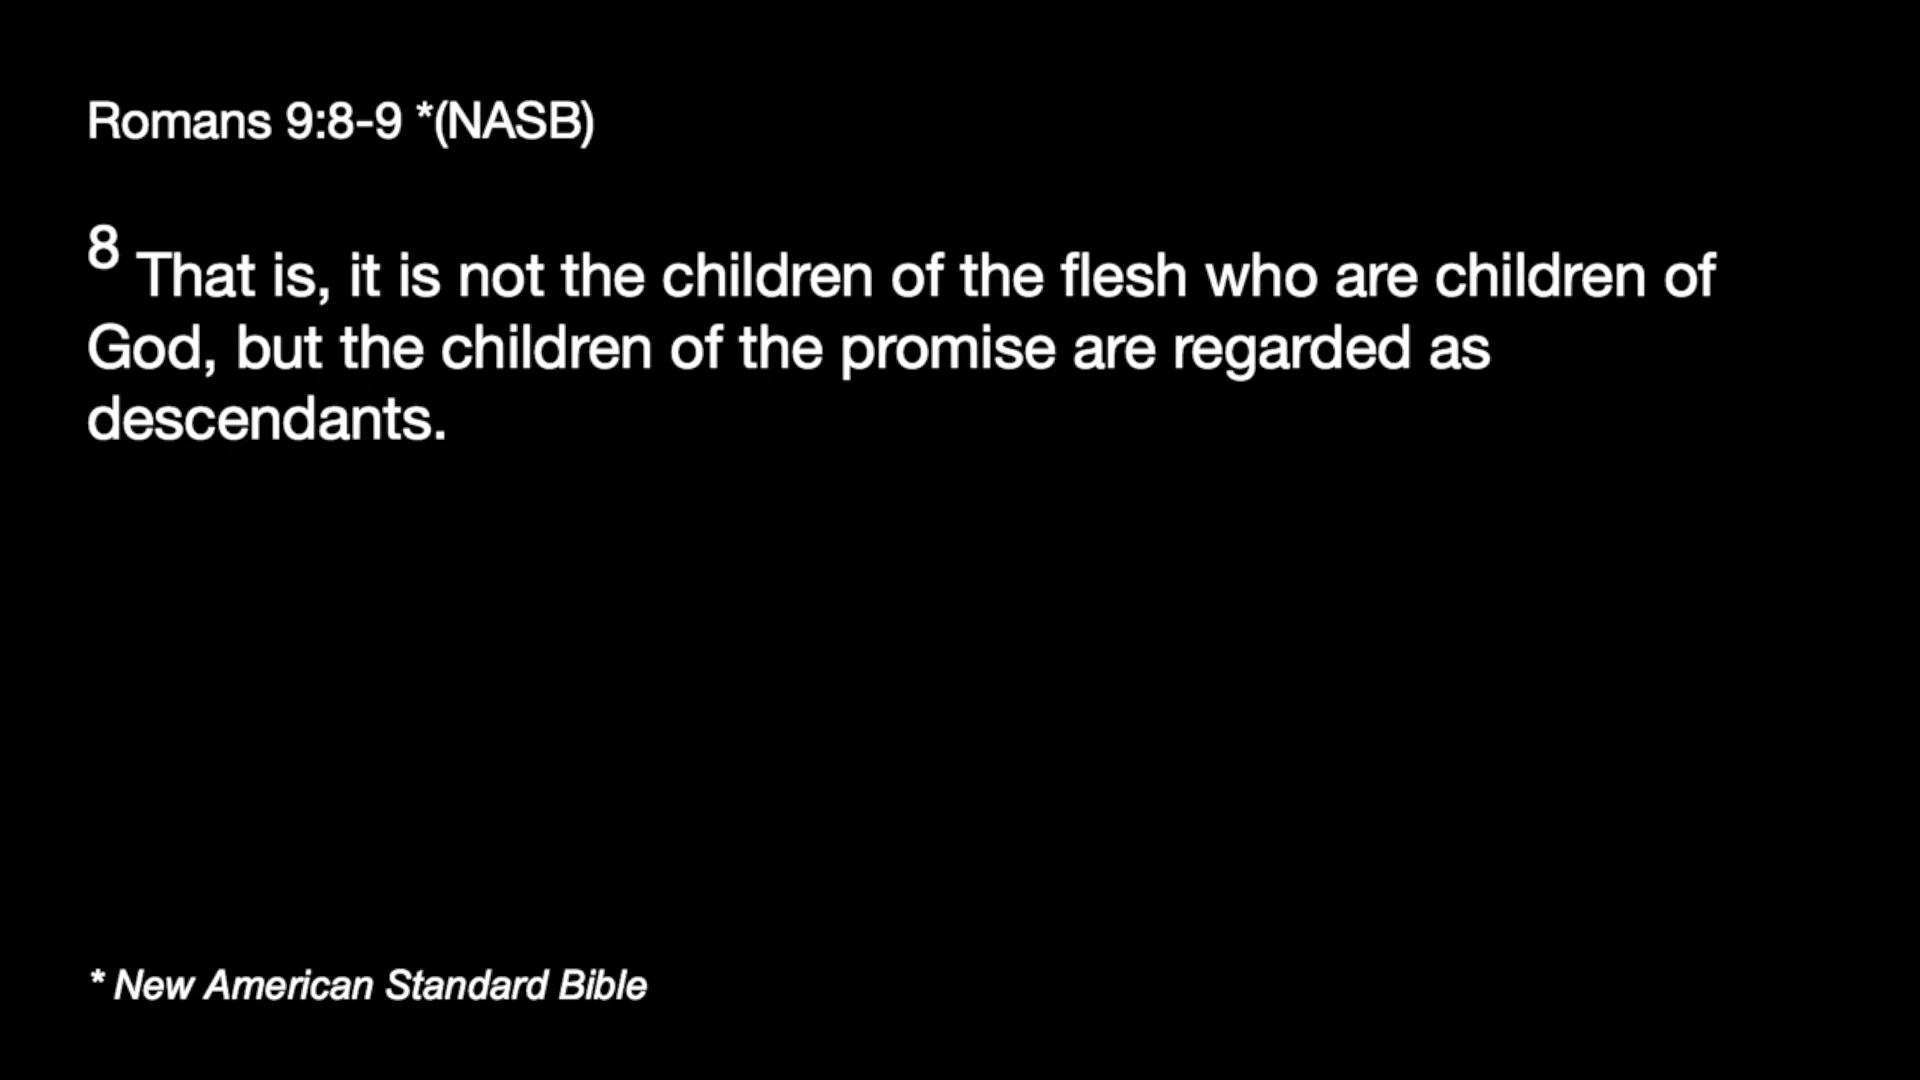 Romans 9:8-9 *(NASB)
8 That is, it is not the children of the flesh who are children of
God, but the children of the promise are regarded as
descendants.
* New American Standard Bible